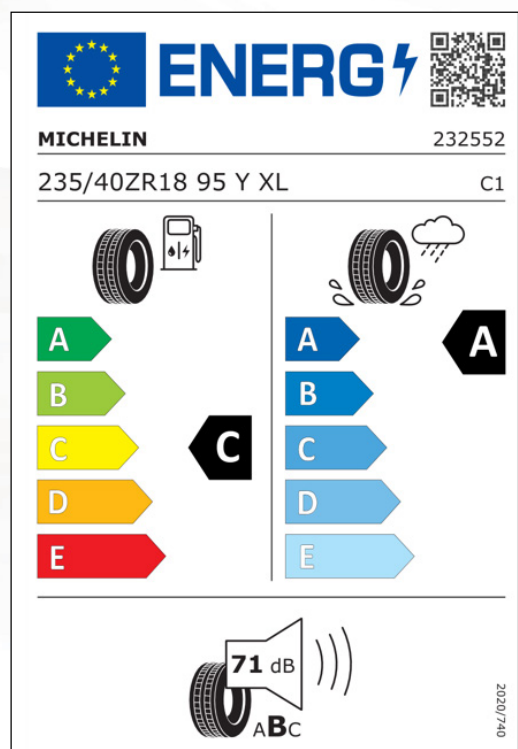 ENERG
MICHELIN 232552
235/40ZR18 95 Y XL C1
A A A
B B
C C C
D D
E E
71 dB
ABC
2020/740